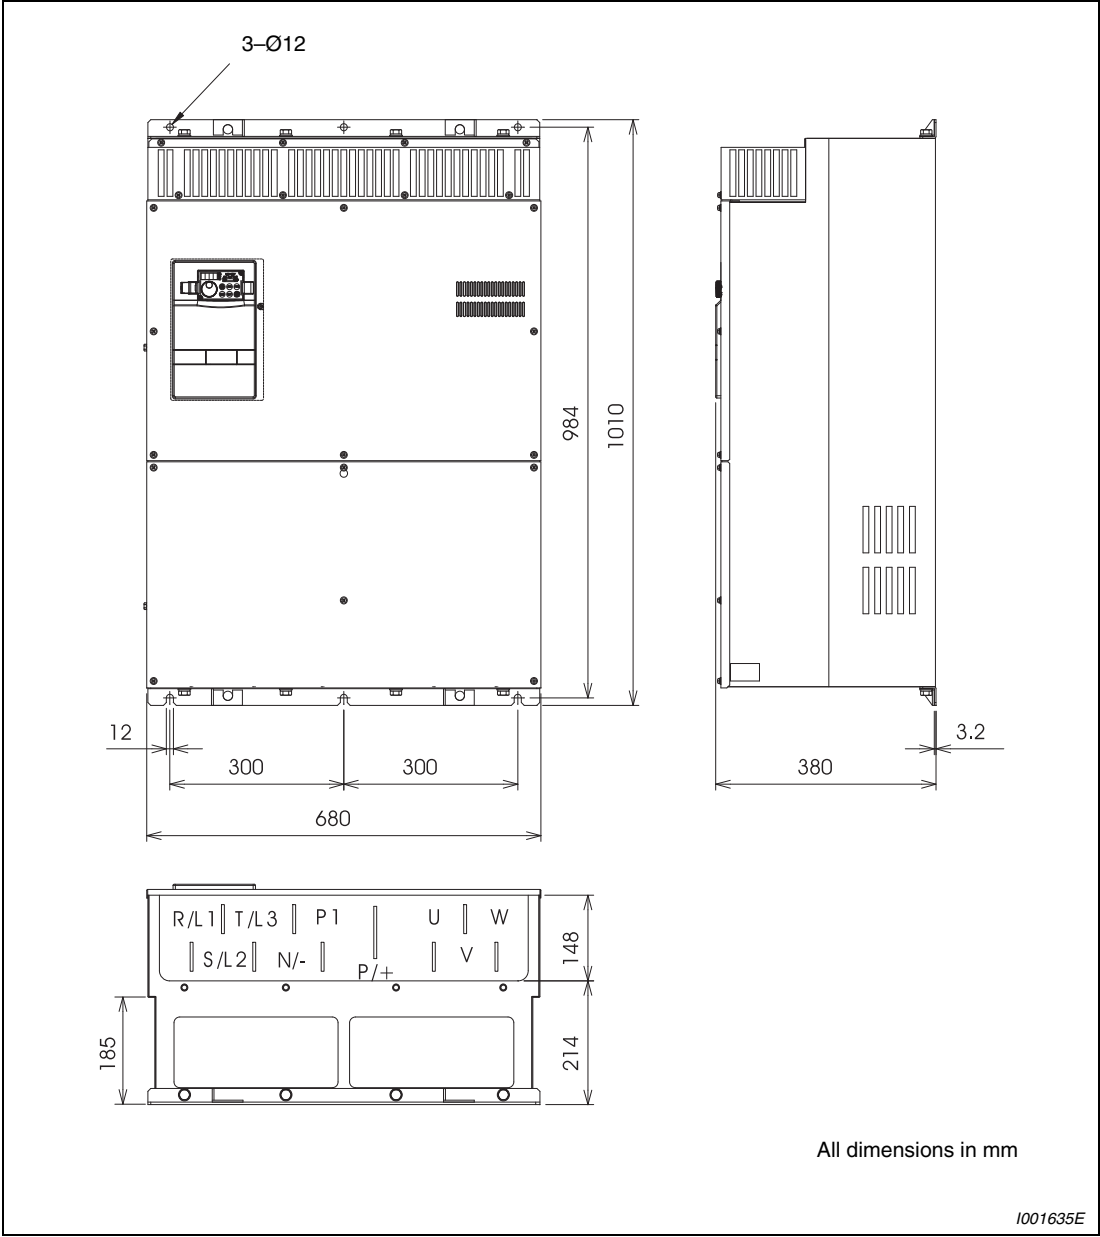 3–Ø12
984
1010
12
300
300
680
380
3.2
R/L1 T/L3 P1 U W
S/L2 N/- P/+ V
148
185
214
All dimensions in mm
I001635E